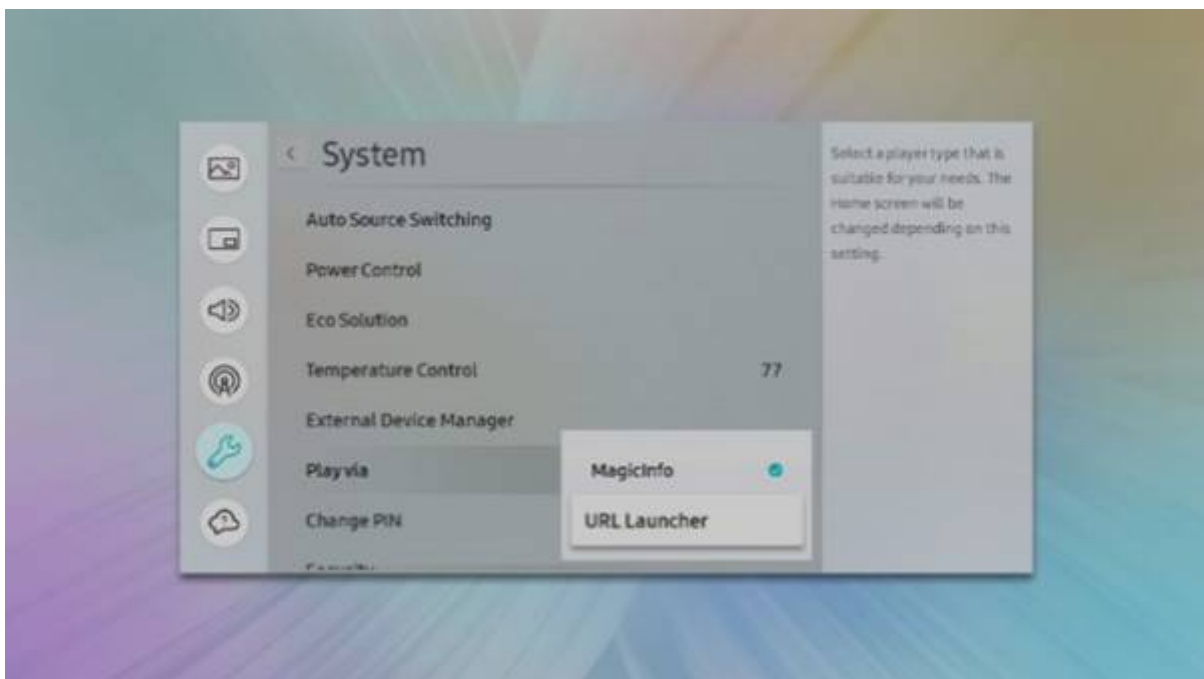 System
Auto Source Switching
Power Control
Eco Solution
Temperature Control 77
External Device Manager
Play via
MagicInfo
Change PIN
URL Launcher
Security
Select a player type that is
suitable for your needs. The
Home screen will be
changed depending on this
setting.